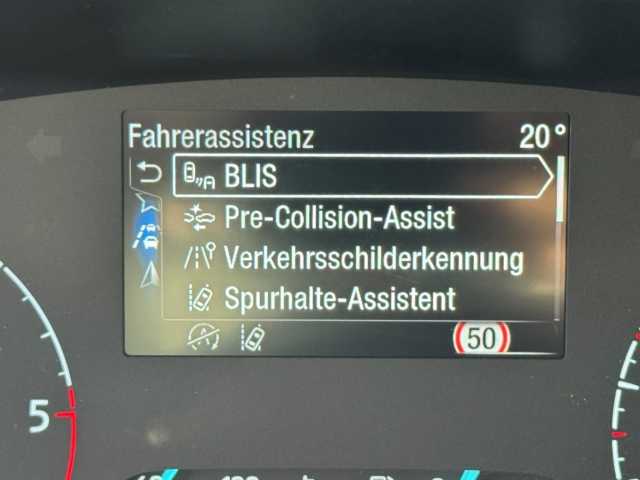 Fahrerassistenz 20°
BLIS
Pre-Collision-Assist
Verkehrsschilderkennung
Spurhalte-Assistent
50
5